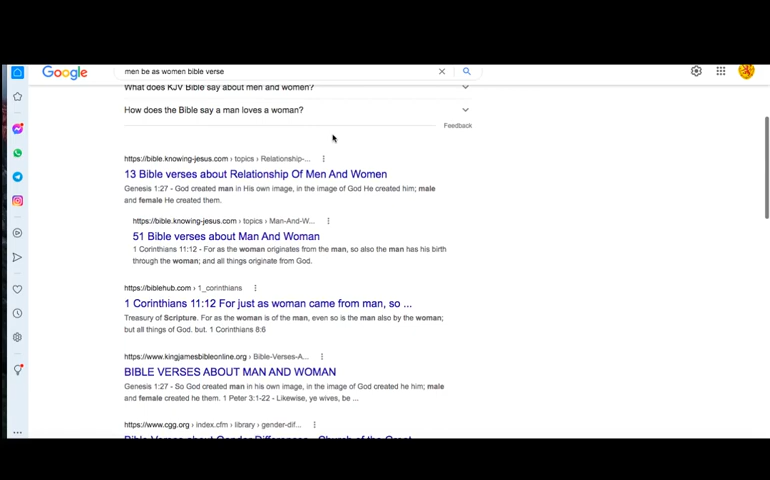 Google
men be as women bible verse
What does KJV Bible say about men and women?
How does the Bible say a man loves a woman?
Feedback
https://bible.knowing-jesus.com › topics › Relationship-...
13 Bible verses about Relationship Of Men And Women
Genesis 1:27 - God created man in His own image, in the image of God He created him; male
and female He created them.
https://bible.knowing-jesus.com › topics › Man-And-W...
51 Bible verses about Man And Woman
1 Corinthians 11:12 - For as the woman originates from the man, so also the man has his birth
through the woman; and all things originate from God.
https://biblehub.com › 1_corinthians
1 Corinthians 11:12 For just as woman came from man, so ...
Treasury of Scripture. For as the woman is of the man, even so is the man also by the woman;
but all things of God. but. 1 Corinthians 8:6
https://www.kingjamesbibleonline.org › Bible-Verses-A...
BIBLE VERSES ABOUT MAN AND WOMAN
Genesis 1:27 - So God created man in his own image, in the image of God created he him; male
and female created he them. 1 Peter 3:1-22 - Likewise, ye wives, be ...
https://www.cgg.org › index.cfm › library › gender-dif...
Bible Verses about Gender Differences - Church of the Great